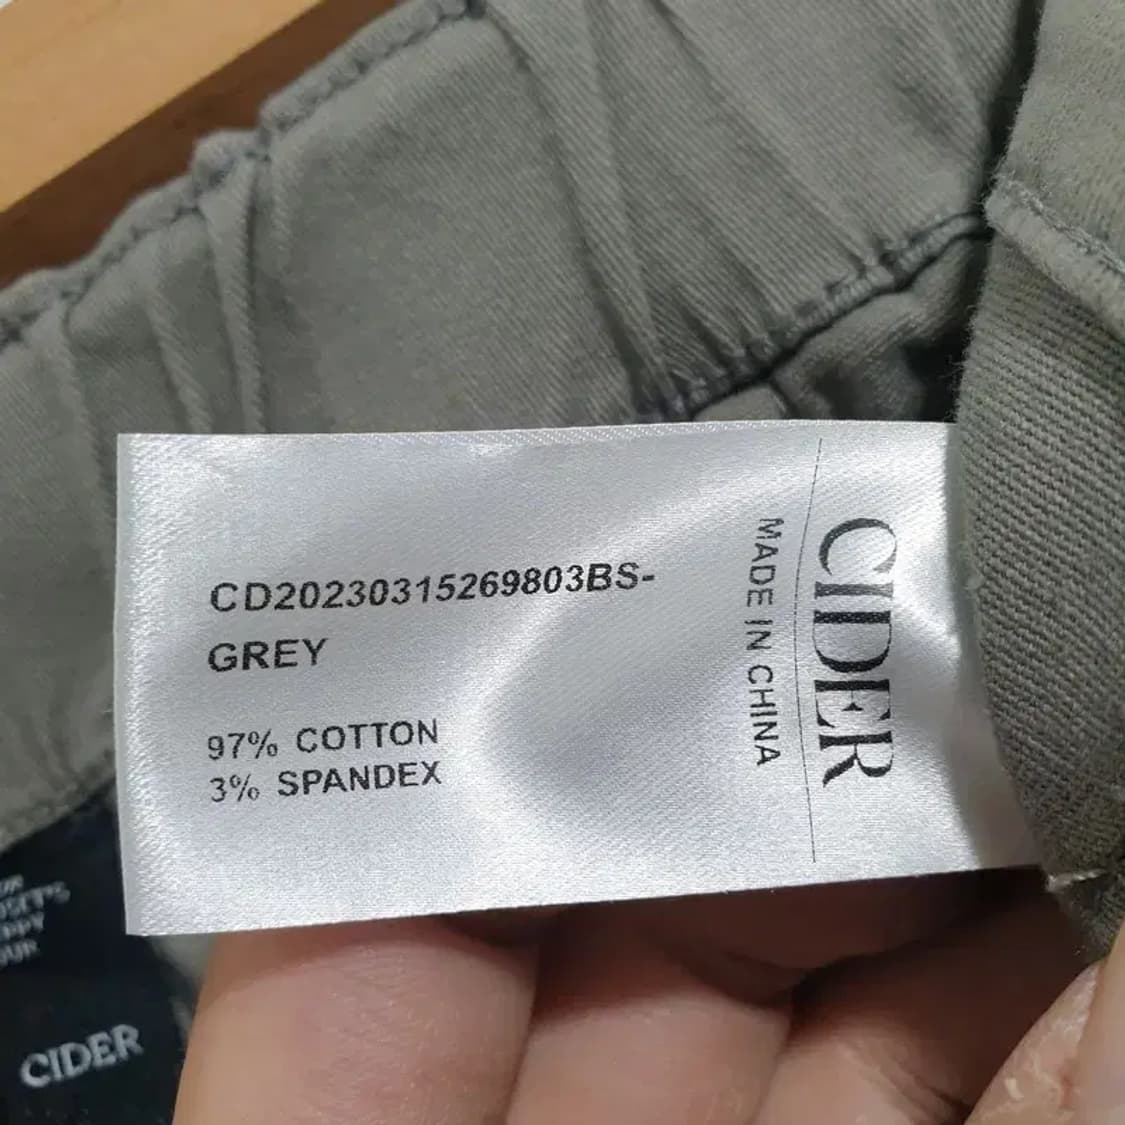 CD20230315269803BS-
GREY
97% COTTON
3% SPANDEX
CIDER
MADE IN CHINA
CIDER